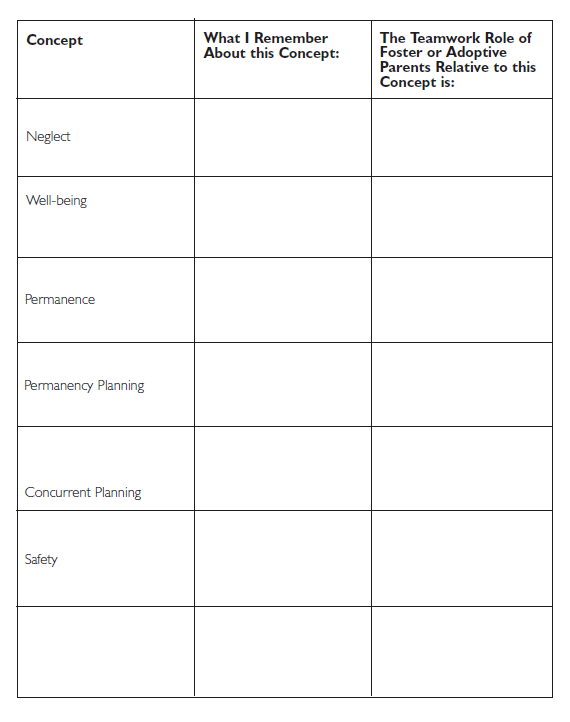 Concept
What I Remember
About this Concept:
The Teamwork Role of
Foster or Adoptive
Parents Relative to this
Concept is:
Neglect
Well-being
Permanence
Permanency Planning
Concurrent Planning
Safety